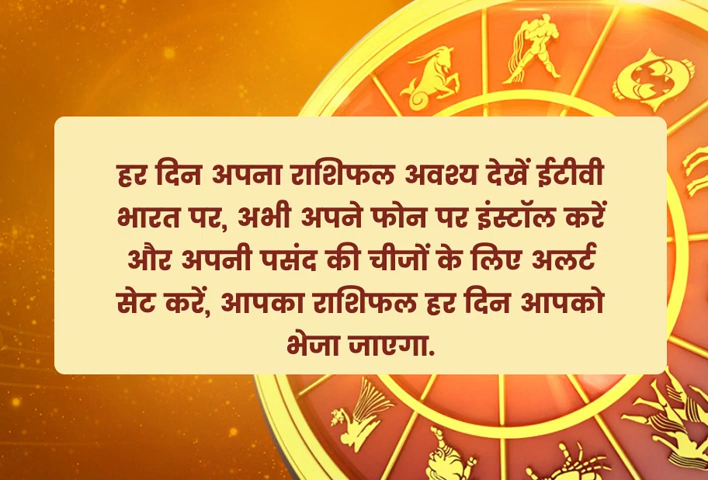 हर दिन अपना राशिफल अवश्य देखें ईटीवी
भारत पर, अभी अपने फोन पर इंस्टॉल करें
और अपनी पसंद की चीजों के लिए अलर्ट
सेट करें, आपका राशिफल हर दिन आपको
भेजा जाएगा.